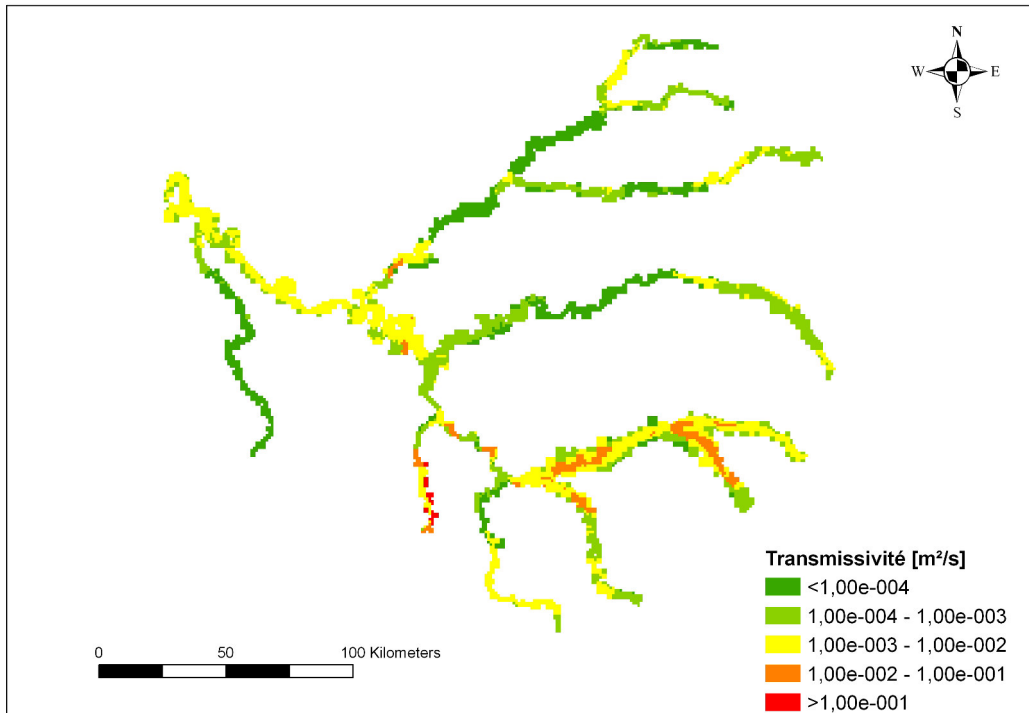 N
W E
S
Transmissivité [m²/s]
<1,00e-004
1,00e-004 - 1,00e-003
1,00e-003 - 1,00e-002
1,00e-002 - 1,00e-001
>1,00e-001
0 50 100 Kilometers